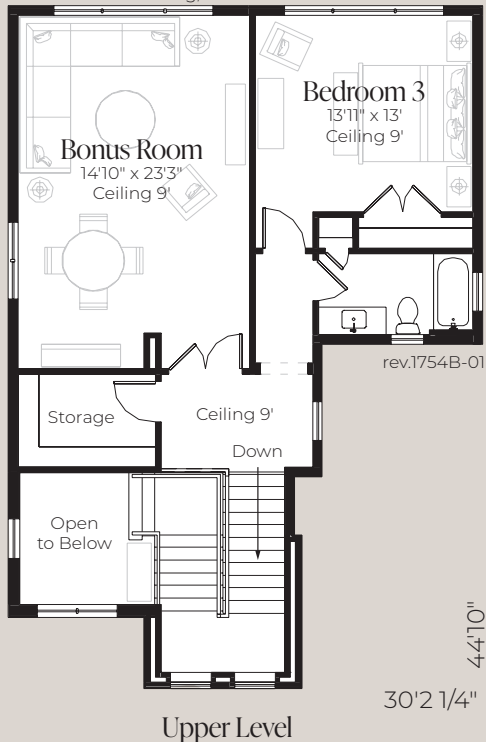 Bedroom 3
13'11" x 13'
Ceiling 9'
Bonus Room
14'10" x 23'3"
Ceiling 9'
rev.1754B-01
Storage
Ceiling 9'
Down
Open
to Below
44'10"
30'2 1/4"
Upper Level